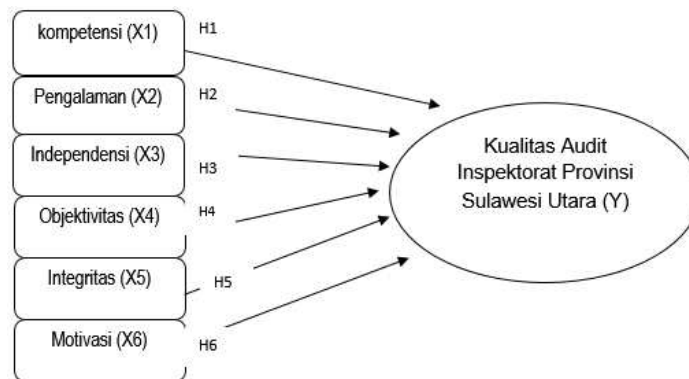 kompetensi (X1)
H1
Pengalaman (X2)
H2
Independensi (X3)
H3
Objektivitas (X4)
H4
Integritas (X5)
H5
Motivasi (X6)
H6
Kualitas Audit
Inspektorat Provinsi
Sulawesi Utara (Y)